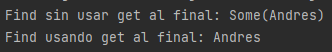 Find sin usar get al final: Some(Andres)
Find usando get al final: Andres